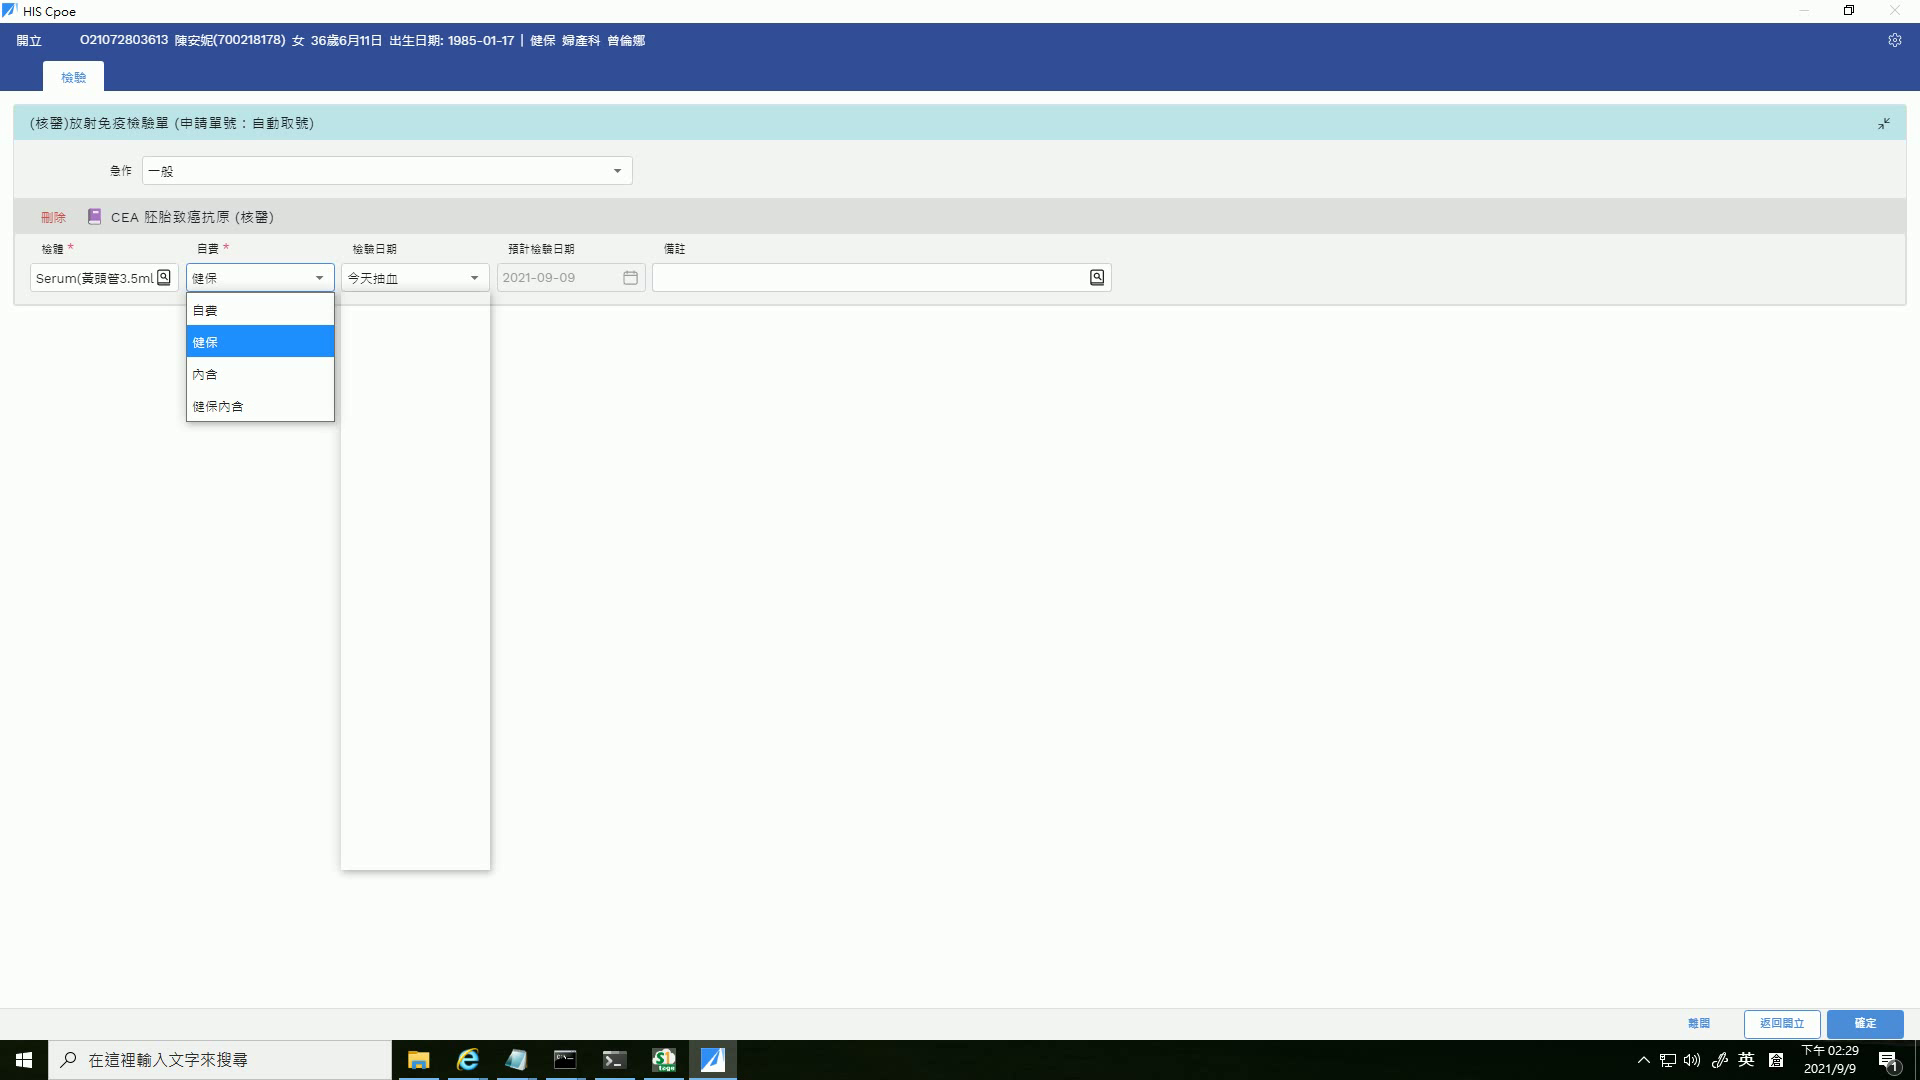 HIS Cpoe
開立 O21072803613 陳安妮(700218178) 女 36歲6月11日 出生日期: 1985-01-17 | 健保 婦產科 曾倫娜
檢驗
(核醫)放射免疫檢驗單 (申請單號：自動取號)
急作 一般
刪除 CEA 胚胎致癌抗原 (核醫)
檢體 * 自費 * 檢驗日期 預計檢驗日期 備註
Serum(黃頭管3.5ml 健保 今天抽血 2021-09-09
自費
健保
內含
健保內含
離開 返回開立 確定
在這裡輸入文字來搜尋
英
下午 02:29
2021/9/9
1